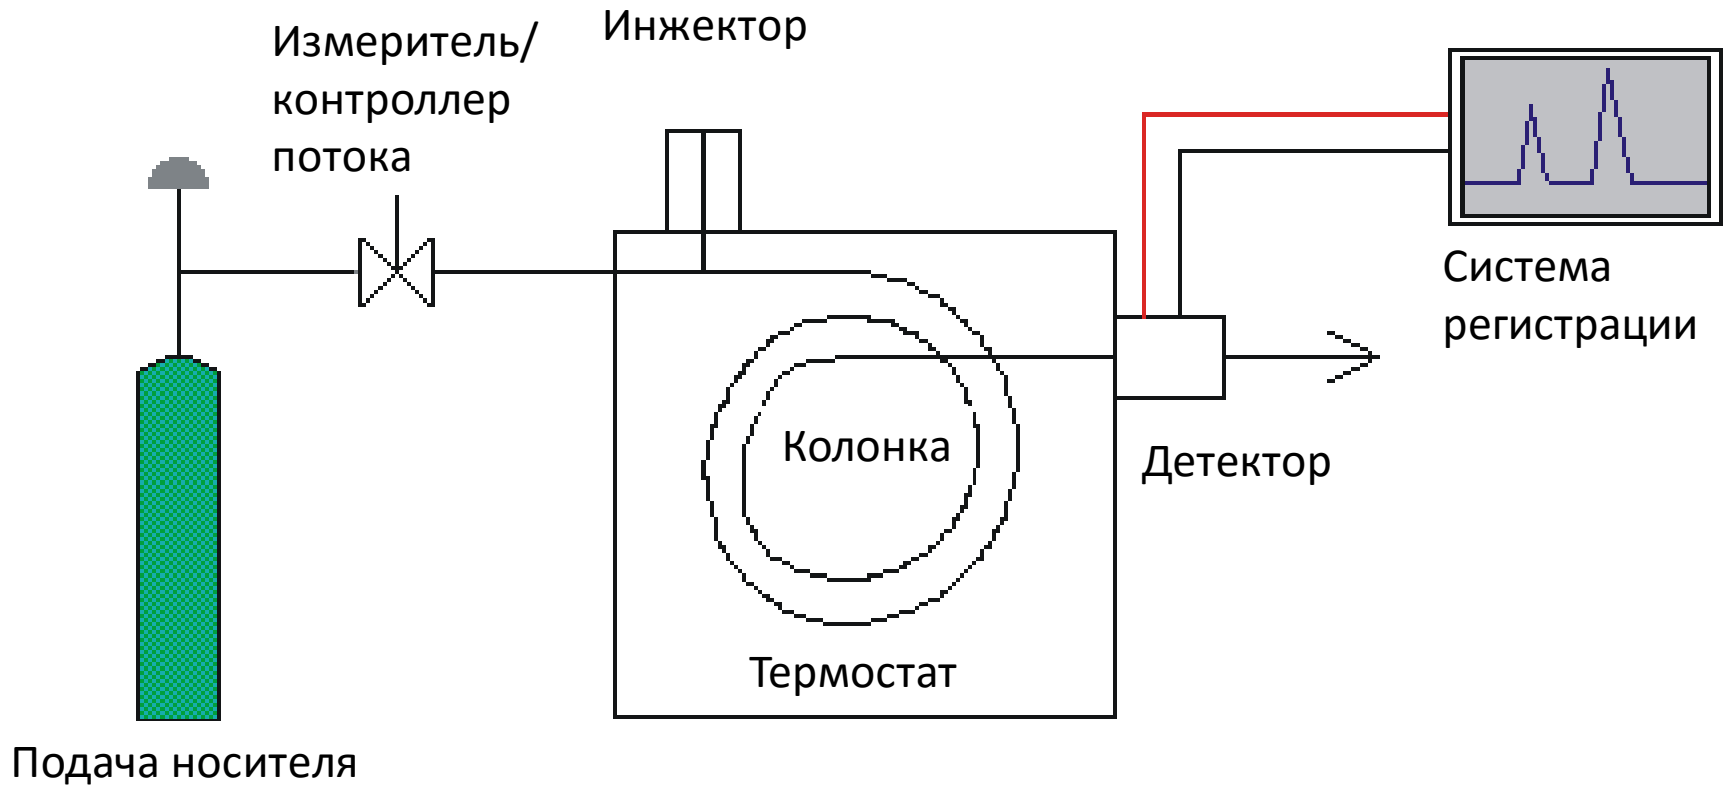 Измеритель/
контроллер
потока
Инжектор
Система
регистрации
Колонка
Детектор
Термостат
Подача носителя